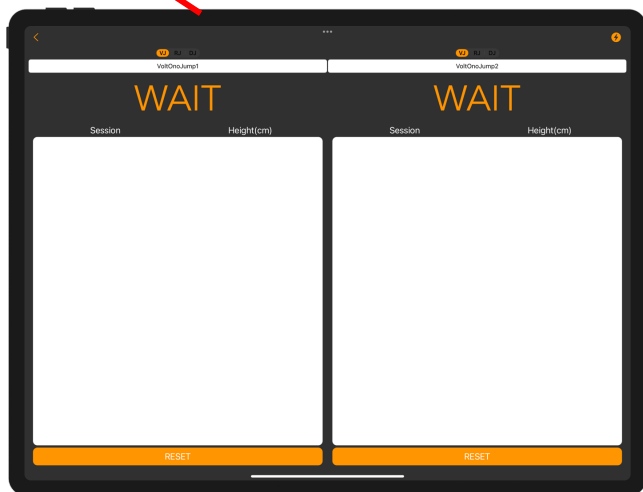 VJ RJ DJ VJ RJ DJ
VoltOnoJump1 VoltOnoJump2
WAIT WAIT
Session Height(cm) Session Height(cm)
RESET RESET